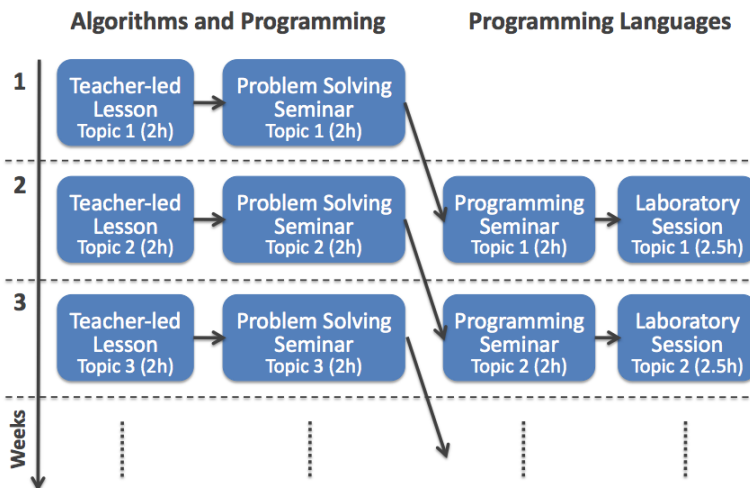 Algorithms and Programming
Programming Languages
1
Teacher-led
Lesson
Topic 1 (2h)
Problem Solving
Seminar
Topic 1 (2h)
2
Teacher-led
Lesson
Topic 2 (2h)
Problem Solving
Seminar
Topic 2 (2h)
Programming
Seminar
Topic 1 (2h)
Laboratory
Session
Topic 1 (2.5h)
3
Teacher-led
Lesson
Topic 3 (2h)
Problem Solving
Seminar
Topic 3 (2h)
Programming
Seminar
Topic 2 (2h)
Laboratory
Session
Topic 2 (2.5h)
Weeks